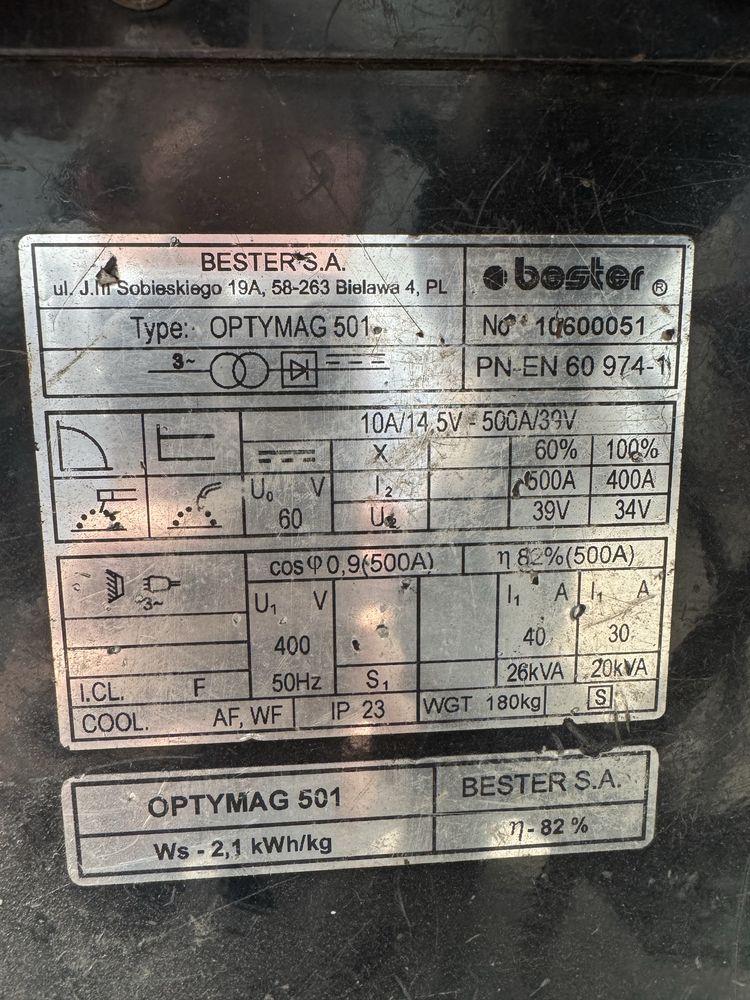 BESTER S.A.
ul. J.III Sobieskiego 19A, 58-263 Bielawa 4, PL
bester ®
Type: OPTYMAG 501
No 10600051
3~
PN-EN 60 974-1
10A/14,5V - 500A/39V
X 60% 100%
U₀ V I₂ 500A 400A
60 U₂ 39V 34V
cosφ 0,9(500A) η 82%(500A)
3~ U₁ V I₁ A I₁ A
400 40 30
I.CL. F 50Hz S₁ 26kVA 20kVA
COOL. AF, WF IP 23 WGT 180kg S
OPTYMAG 501 BESTER S.A.
Ws - 2,1 kWh/kg η - 82 %